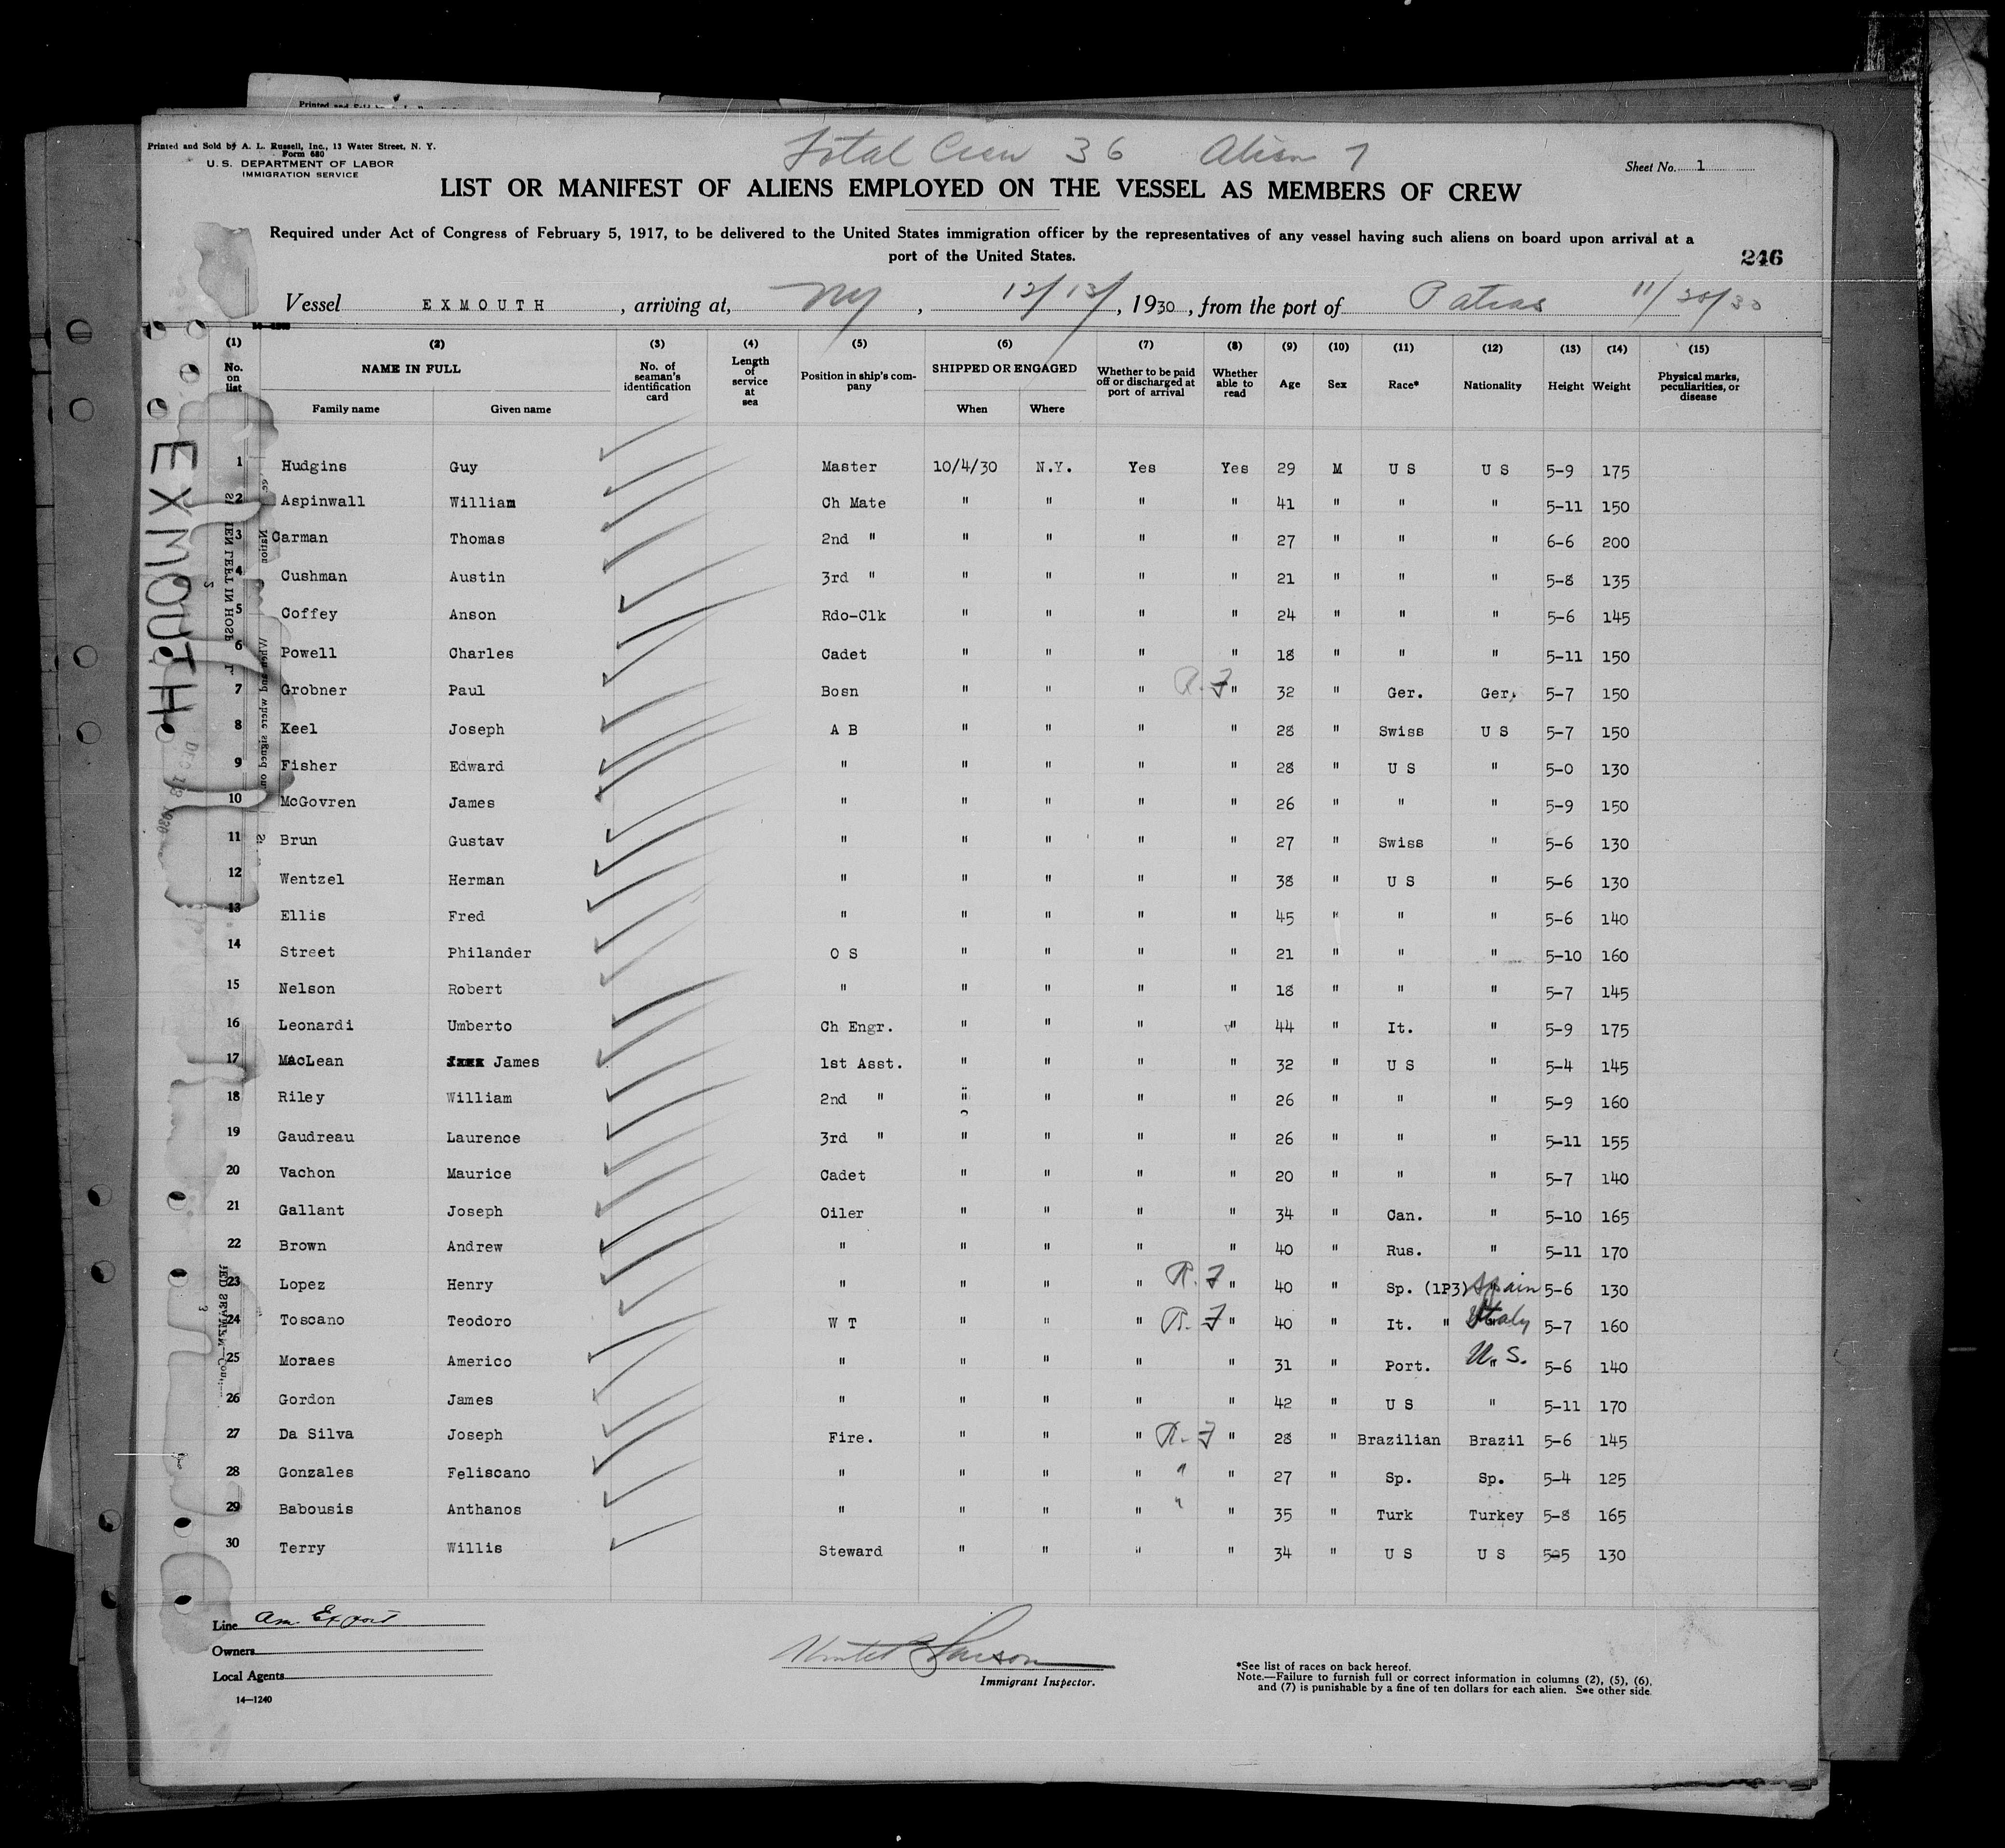 Printed and Sold by A. L. Russell, Inc., 13 Water Street, N. Y.
Form 680
U. S. DEPARTMENT OF LABOR
IMMIGRATION SERVICE
Total Crew 36 Alien 7
Sheet No. 1
LIST OR MANIFEST OF ALIENS EMPLOYED ON THE VESSEL AS MEMBERS OF CREW
Required under Act of Congress of February 5, 1917, to be delivered to the United States immigration officer by the representatives of any vessel having such aliens on board upon arrival at a
port of the United States.
246
Vessel EXMOUTH, arriving at, NY, 12/13/, 1930, from the port of Patras 11/20/30
(1) (2) (3) (4) (5) (6) (7) (8) (9) (10) (11) (12) (13) (14) (15)
No. on list NAME IN FULL Family name Given name No. of seaman's identification card Length of service at sea Position in ship's company SHIPPED OR ENGAGED When Where Whether to be paid off or discharged at port of arrival Whether able to read Age Sex Race* Nationality Height Weight Physical marks, peculiarities, or disease
EXMOUTH
1 Hudgins Guy Master 10/4/30 N.Y. Yes Yes 29 M U S U S 5-9 175
2 Aspinwall William Ch Mate " " " " 41 " " " 5-11 150
3 Carman Thomas 2nd " " " " " 27 " " " 6-6 200
4 Cushman Austin 3rd " " " " " 21 " " " 5-8 135
5 Coffey Anson Rdo-Clk " " " " 24 " " " 5-6 145
6 Powell Charles Cadet " " " " 18 " " " 5-11 150
7 Grobner Paul Bosn " " " R.F " 32 " Ger. Ger. 5-7 150
8 Keel Joseph A B " " " " 28 " Swiss U S 5-7 150
9 Fisher Edward " " " " " 28 " U S " 5-0 130
10 McGovren James " " " " " 26 " " " 5-9 150
11 Brun Gustav " " " " " 27 " Swiss " 5-6 130
12 Wentzel Herman " " " " " 38 " U S " 5-6 130
13 Ellis Fred " " " " " 45 " " " 5-6 140
14 Street Philander O S " " " " 21 " " " 5-10 160
15 Nelson Robert " " " " " 18 " " " 5-7 145
16 Leonardi Umberto Ch Engr. " " " " 44 " It. " 5-9 175
17 MacLean James 1st Asst. " " " " 32 " U S " 5-4 145
18 Riley William 2nd " " " " " 26 " " " 5-9 160
19 Gaudreau Laurence 3rd " " " " " 26 " " " 5-11 155
20 Vachon Maurice Cadet " " " " 20 " " " 5-7 140
21 Gallant Joseph Oiler " " " " 34 " Can. " 5-10 165
22 Brown Andrew " " " " " 40 " Rus. " 5-11 170
23 Lopez Henry " " " " R.F " 40 " Sp. (1P3) Spain 5-6 130
24 Toscano Teodoro W T " " " R.F " 40 " It. " Italy 5-7 160
25 Moraes Americo " " " " " 31 " Port. U.S. 5-6 140
26 Gordon James " " " " " 42 " U S " 5-11 170
27 Da Silva Joseph Fire. " " " R.F " 28 " Brazilian Brazil 5-6 145
28 Gonzales Feliscano " " " " " " 27 " Sp. Sp. 5-4 125
29 Babousis Anthanos " " " " " " 35 " Turk Turkey 5-8 165
30 Terry Willis Steward " " " " 34 " U S U S 5-5 130
Line Am Export
Owners
Local Agents
14-1240
Immigrant Inspector.
*See list of races on back hereof.
Note.—Failure to furnish full or correct information in columns (2), (5), (6),
and (7) is punishable by a fine of ten dollars for each alien. See other side.